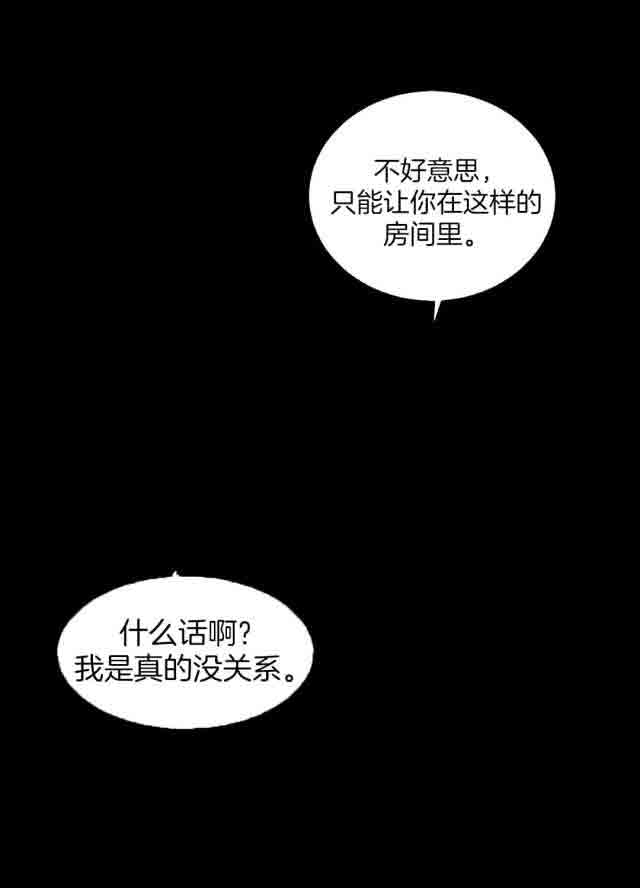 不好意思，
只能让你在这样的
房间里。
什么话啊？
我是真的没关系。